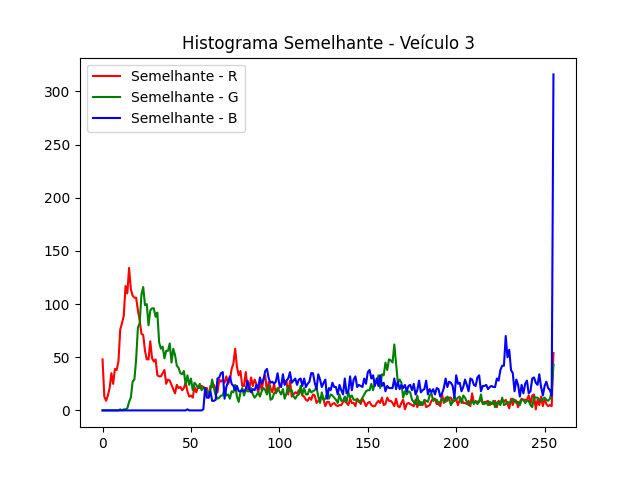 Histograma Semelhante - Veículo 3
Semelhante - R
Semelhante - G
Semelhante - B
300
250
200
150
100
50
0
0 50 100 150 200 250